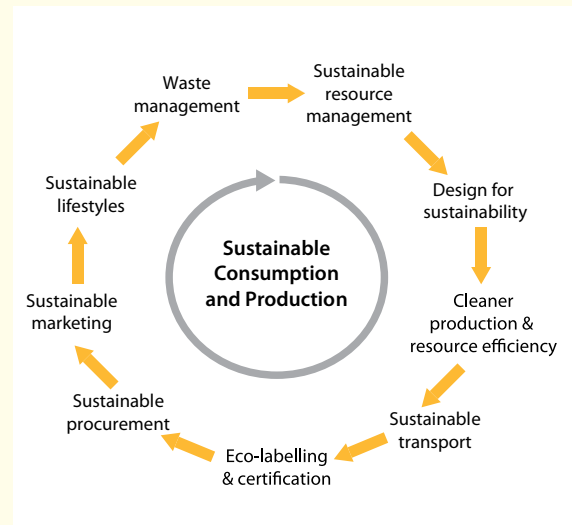 Waste
management
Sustainable
resource
management
Design for
sustainability
Cleaner
production &
resource efficiency
Sustainable
transport
Eco-labelling
& certification
Sustainable
procurement
Sustainable
marketing
Sustainable
lifestyles
Sustainable
Consumption
and Production